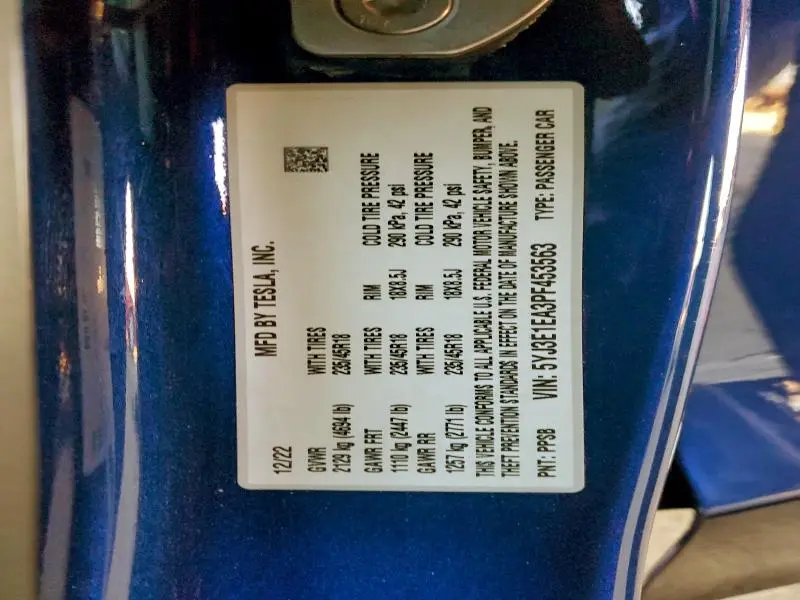 MFD BY TESLA, INC.
12/22
GVWR WITH TIRES
2129 kg (4694 lb) 235/45R18
GAWR FRT RIM COLD TIRE PRESSURE
1110 kg (2447 lb) 235/45R18 18X8.5J 290 kPa, 42 psi
GAWR RR WITH TIRES RIM COLD TIRE PRESSURE
1257 kg (2771 lb) 235/45R18 18X8.5J 290 kPa, 42 psi
THIS VEHICLE CONFORMS TO ALL APPLICABLE U.S. FEDERAL MOTOR VEHICLE SAFETY, BUMPER, AND
THEFT PREVENTION STANDARDS IN EFFECT ON THE DATE OF MANUFACTURE SHOWN ABOVE.
PNT: PPSB VIN: 5YJ3E1EA3PF453563 TYPE: PASSENGER CAR